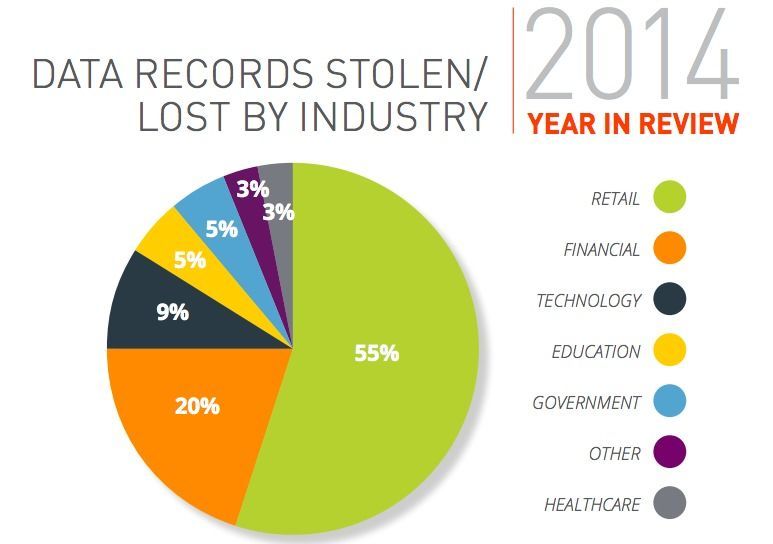 DATA RECORDS STOLEN/
LOST BY INDUSTRY
2014
YEAR IN REVIEW
3%
3%
5%
5%
9%
55%
20%
RETAIL
FINANCIAL
TECHNOLOGY
EDUCATION
GOVERNMENT
OTHER
HEALTHCARE